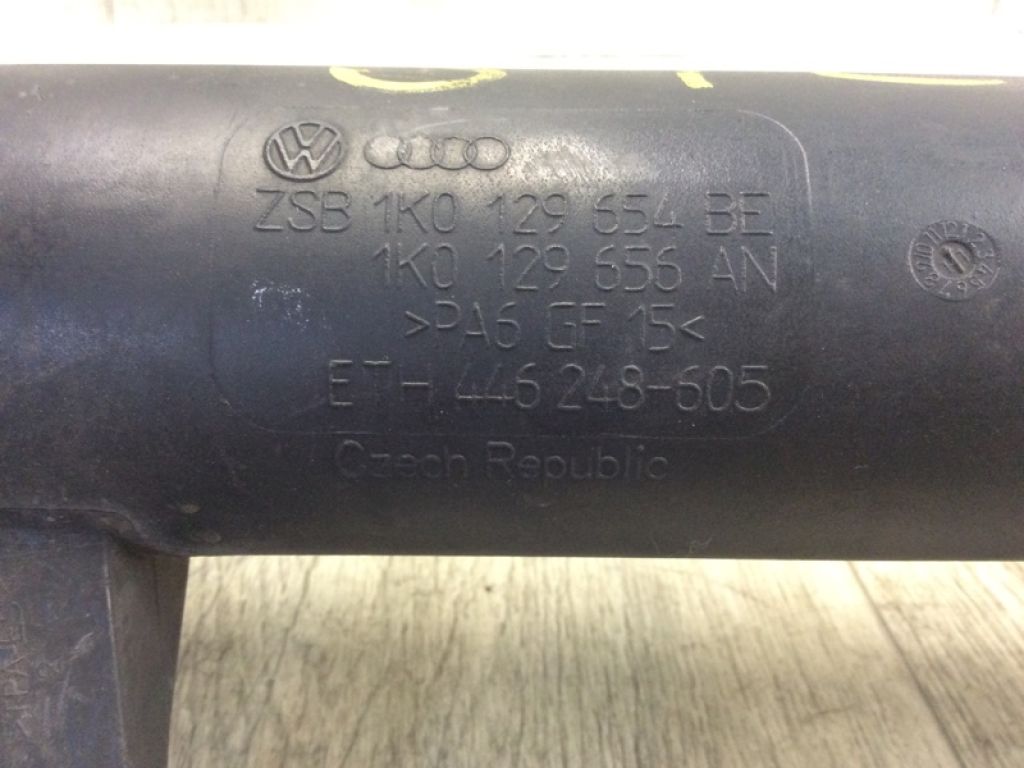 ZSB 1K0 129 654 BE
1K0 129 656 AN
>PA6 GF 15<
ETH 446 248-605
Czech Republic